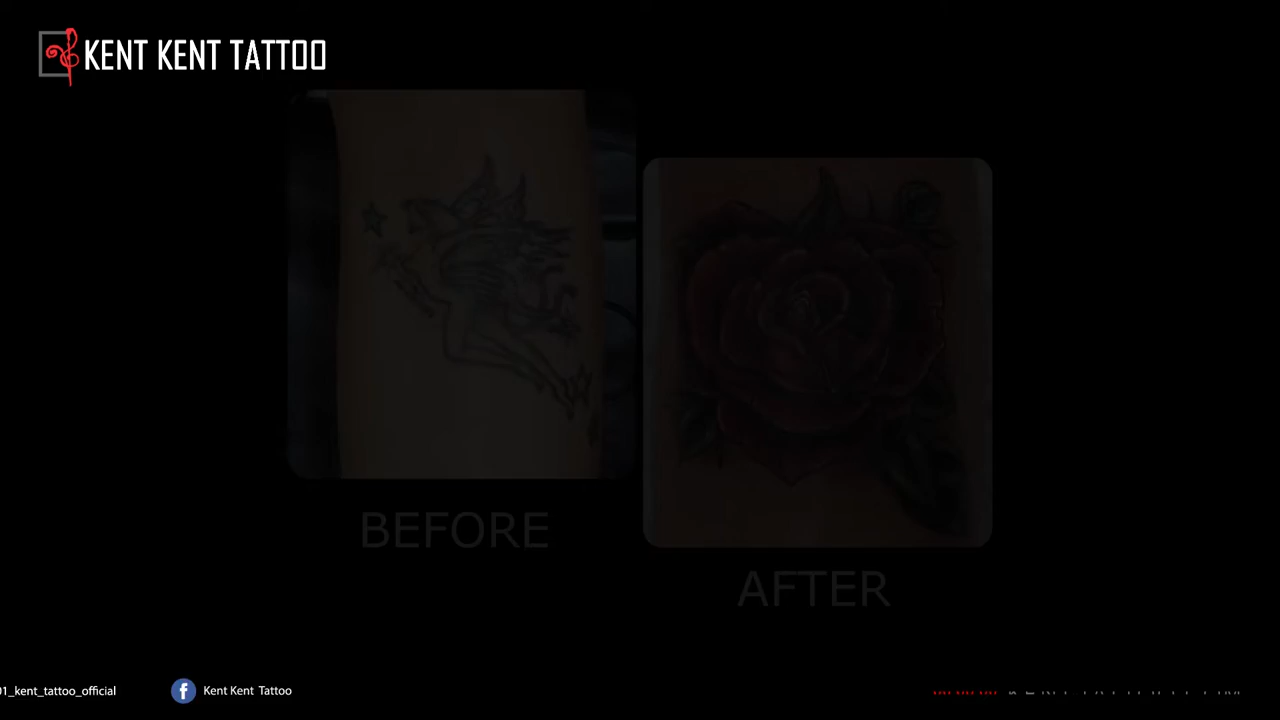 KENT KENT TATTOO
BEFORE
AFTER
01_kent_tattoo_official
Kent Kent Tattoo